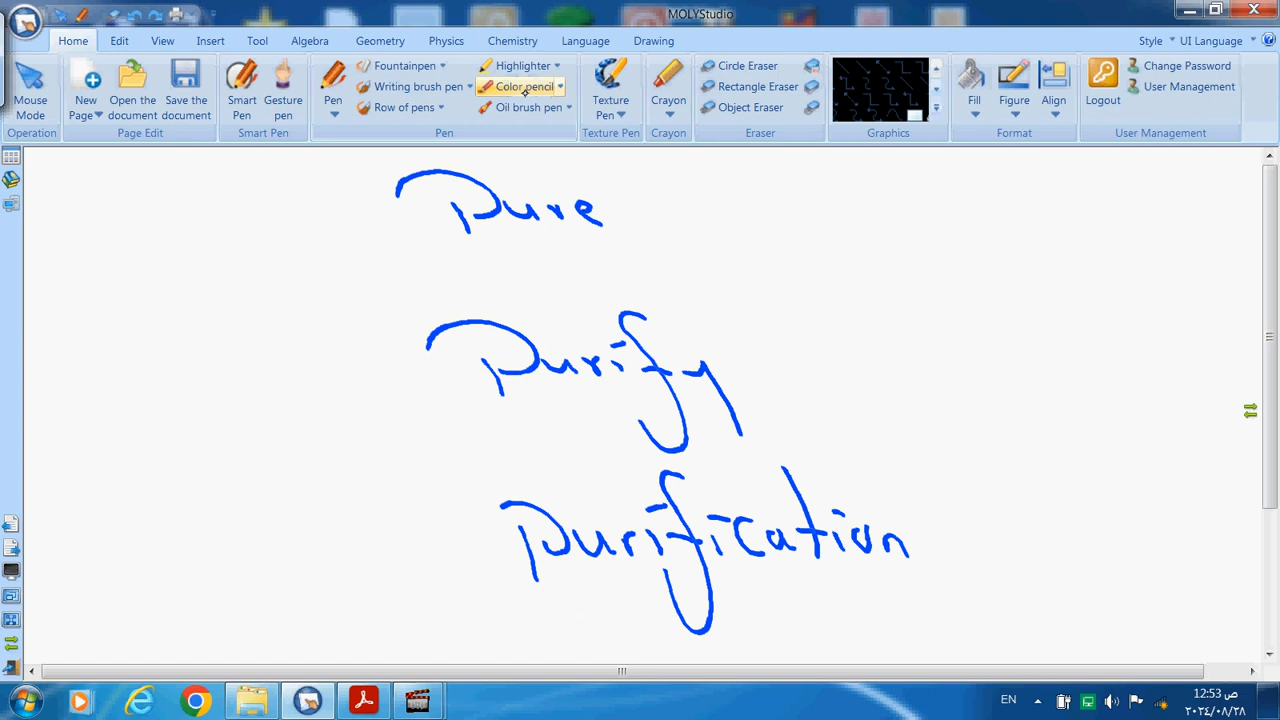 MOLYStudio
Home Edit View Insert Tool Algebra Geometry Physics Chemistry Language Drawing Style UI Language
Fountainpen Highlighter Circle Eraser Change Password
Writing brush pen Color pencil Rectangle Eraser User Management
Row of pens Oil brush pen Object Eraser
Mouse Mode New Page Open the document Save the document Smart Pen Gesture pen Pen Texture Pen Crayon Fill Figure Align Logout
Operation Page Edit Smart Pen Pen Texture Pen Crayon Eraser Graphics Format User Management
Pure
Purify
Purification
EN
12:53 ص
٢٠٢٤/٠٨/٢٨